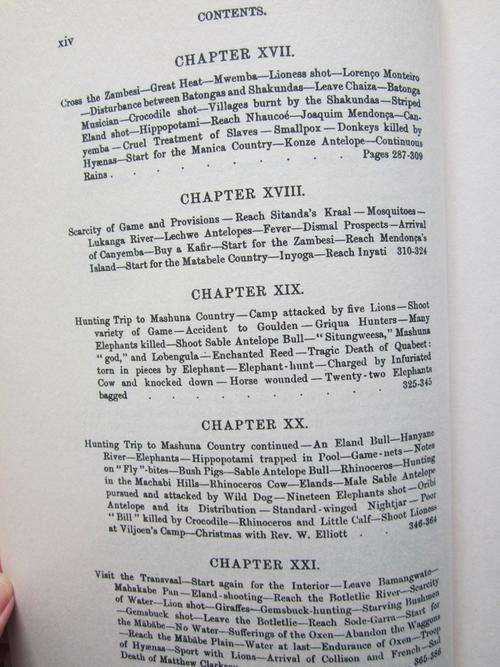 CONTENTS.
xiv
CHAPTER XVII.
Cross the Zambesi—Great Heat—Mwemba—Lioness shot—Lorenço Monteiro
—Disturbance between Batongas and Shakundas—Leave Chaiza—Batonga
Musician—Crocodile shot—Villages burnt by the Shakundas—Striped
Eland shot—Hippopotami—Reach Nhaucoé—Joaquim Mendonça—Can-
yemba—Cruel Treatment of Slaves—Smallpox—Donkeys killed by
Hyænas—Start for the Manica Country—Konze Antelope—Continuous
Rains . . . . . . . . . Pages 287-309
CHAPTER XVIII.
Scarcity of Game and Provisions—Reach Sitanda's Kraal—Mosquitoes—
Lukanga River—Lechwe Antelopes—Fever—Dismal Prospects—Arrival
of Canyemba—Buy a Kafir—Start for the Zambesi—Reach Mendonça's
Island—Start for the Matabele Country—Inyoga—Reach Inyati 310-324
CHAPTER XIX.
Hunting Trip to Mashuna Country—Camp attacked by five Lions—Shoot
variety of Game—Accident to Goulden—Griqua Hunters—Many
Elephants killed—Shoot Sable Antelope Bull—"Situngweesa," Mashuna
"god," and Lobengula—Enchanted Reed—Tragic Death of Quabeet:
torn in pieces by Elephant—Elephant-hunt—Charged by Infuriated
Cow and knocked down—Horse wounded—Twenty-two Elephants
bagged . . . . . . . . 325-345
CHAPTER XX.
Hunting Trip to Mashuna Country continued—An Eland Bull—Hanyane
River—Elephants—Hippopotami trapped in Pool—Game-nets—Notes
on "Fly"-bites—Bush Pigs—Sable Antelope Bull—Rhinoceros—Hunting
in the Machabi Hills—Rhinoceros Cow—Elands—Male Sable Antelope
pursued and attacked by Wild Dog—Nineteen Elephants shot—Oribi
Antelope and its Distribution—Standard-winged Nightjar—Poor
"Bill" killed by Crocodile—Rhinoceros and Little Calf—Shoot Lioness
at Viljoen's Camp—Christmas with Rev. W. Elliott . . 346-364
CHAPTER XXI.
Visit the Transvaal—Start again for the Interior—Leave Bamangwato—
Mahakabe Pan—Eland-shooting—Reach the Botletlie River—Scarcity
of Water—Lion shot—Giraffes—Gemsbuck-hunting—Starving Bushmen
—Gemsbuck shot—Leave the Botletlie—Reach Sode-Garra—Start for
the Mábábe—No Water—Sufferings of the Oxen—Abandon the Waggons
—Reach the Mábábe Plain—Water at last—Endurance of Oxen—Troop
of Hyænas—Sport with Lions—Arrival of Collison and French—Sad
Death of Matthew 365-386